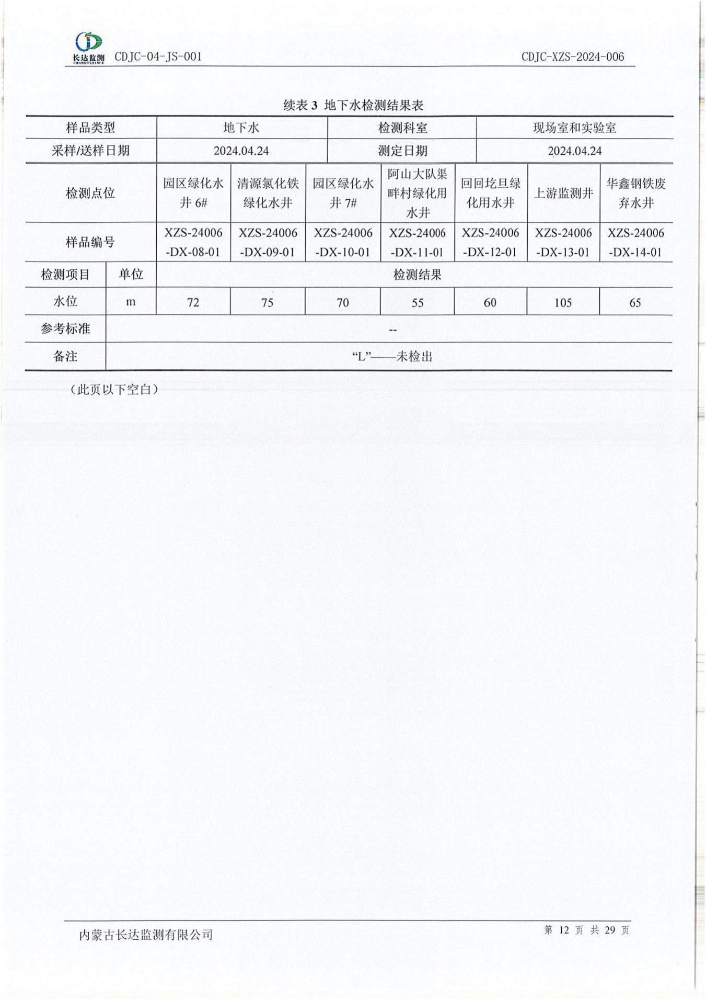 长达监测 CDJC-04-JS-001 CDJC-XZS-2024-006
CHANGDAJIANCE
续表 3 地下水检测结果表
样品类型 地下水 检测科室 现场室和实验室
采样/送样日期 2024.04.24 测定日期 2024.04.24
检测点位 园区绿化水井 6# 清源氯化铁绿化水井 园区绿化水井 7# 阿山大队渠畔村绿化用水井 回回圪旦绿化用水井 上游监测井 华鑫钢铁废弃水井
样品编号 XZS-24006-DX-08-01 XZS-24006-DX-09-01 XZS-24006-DX-10-01 XZS-24006-DX-11-01 XZS-24006-DX-12-01 XZS-24006-DX-13-01 XZS-24006-DX-14-01
检测项目 单位 检测结果
水位 m 72 75 70 55 60 105 65
参考标准 --
备注 “L”——未检出
（此页以下空白）
内蒙古长达监测有限公司 第 12 页 共 29 页